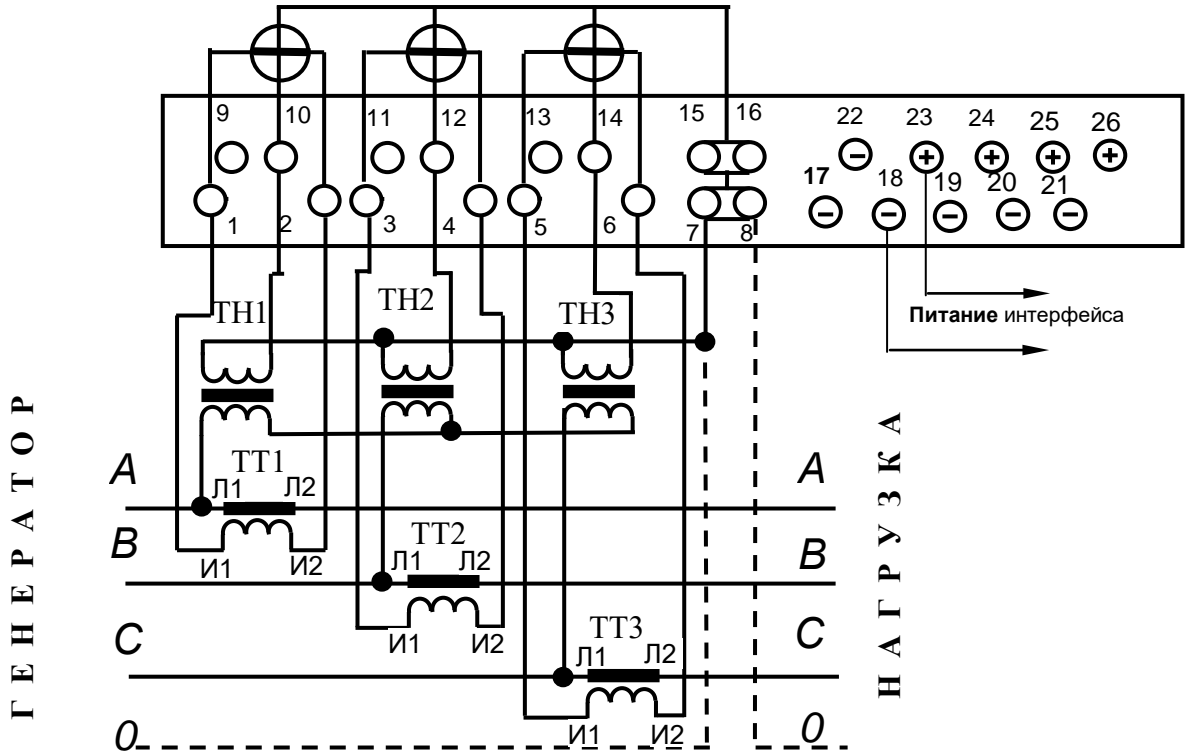 9 10 11 12 13 14 15 16 22 23 24 25 26
17 18 19 20 21
1 2 3 4 5 6 7 8
ТН1 ТН2 ТН3
Питание интерфейса
ГЕНЕРАТОР
НАГРУЗКА
A ТТ1 A
Л1 Л2
B ТТ2 B
И1 И2 Л1 Л2
C ТТ3 C
И1 И2 Л1 Л2
0 И1 И2 0